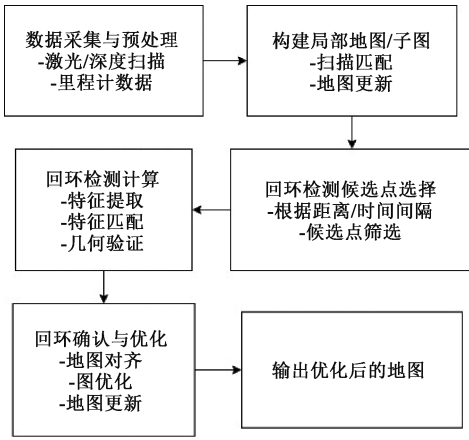 数据采集与预处理
-激光/深度扫描
-里程计数据
构建局部地图/子图
-扫描匹配
-地图更新
回环检测候选点选择
-根据距离/时间间隔
-候选点筛选
回环检测计算
-特征提取
-特征匹配
-几何验证
回环确认与优化
-地图对齐
-图优化
-地图更新
输出优化后的地图